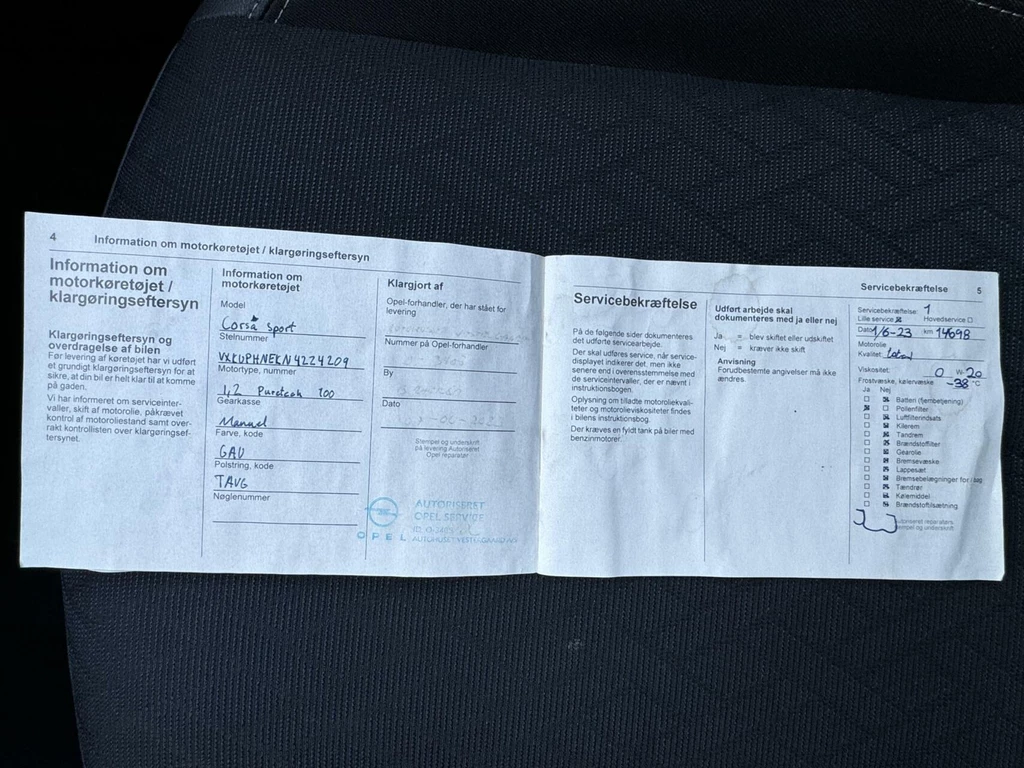 4 Information om motorkøretøjet / klargøringseftersyn
Information om
motorkøretøjet /
klargøringseftersyn
Klargøringseftersyn og
overdragelse af bilen
Før levering af køretøjet har vi udført
et grundigt klargøringseftersyn for at
sikre, at din bil er helt klar til at komme
på gaden.
Vi har informeret om serviceinter-
valler, skift af motorolie, påkrævet
kontrol af motoroliestand samt over-
rakt kontrollisten over klargøringsef-
tersynet.
Information om
motorkøretøjet
Model
Corsa Sport
Stelnummer
VXKUPHNEKN4224209
Motortype, nummer
1,2 Puretech 100
Gearkasse
Manuel
Farve, kode
GAU
Polstring, kode
TAVG
Nøglenummer
Klargjort af
Opel-forhandler, der har stået for
levering
Nummer på Opel-forhandler
By
Dato
Stempel og underskrift
på levering Autoriseret
Opel reparatør
AUTORISERET
OPEL SERVICE
OPEL
Servicebekræftelse 5
Servicebekræftelse
På de følgende sider dokumenteres
det udførte servicearbejde.
Der skal udføres service, når service-
displayet indikerer det, men ikke
senere end i overensstemmelse med
de serviceintervaller, der er nævnt i
instruktionsbogen.
Oplysning om tilladte motoroliekvali-
teter og motorolieviskositeter findes
i bilens instruktionsbog.
Der kræves en fyldt tank på biler med
benzinmotorer.
Udført arbejde skal
dokumenteres med ja eller nej
Ja = blev skiftet eller udskiftet
Nej = kræver ikke skift
Anvisning
Forudbestemte angivelser må ikke
ændres.
Servicebekræftelse: 1
Lille service Hovedservice
Dato 1/6-23 km 14698
Motorolie
Kvalitet: total
Viskositet: 0 W-20
Frostvæske, kølervæske -38 °C
Ja Nej
Batteri (fjernbetjening)
Pollenfilter
Luftfilterindsats
Kilerem
Tandrem
Brændstoffilter
Gearolie
Bremsevæske
Lappesæt
Bremsebelægninger for / bag
Tændrør
Kølemiddel
Brændstoftilsætning
Autoriseret reparatørs
stempel og underskrift